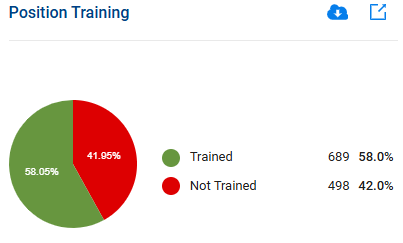 Position Training
41.95%
58.05%
Trained 689 58.0%
Not Trained 498 42.0%